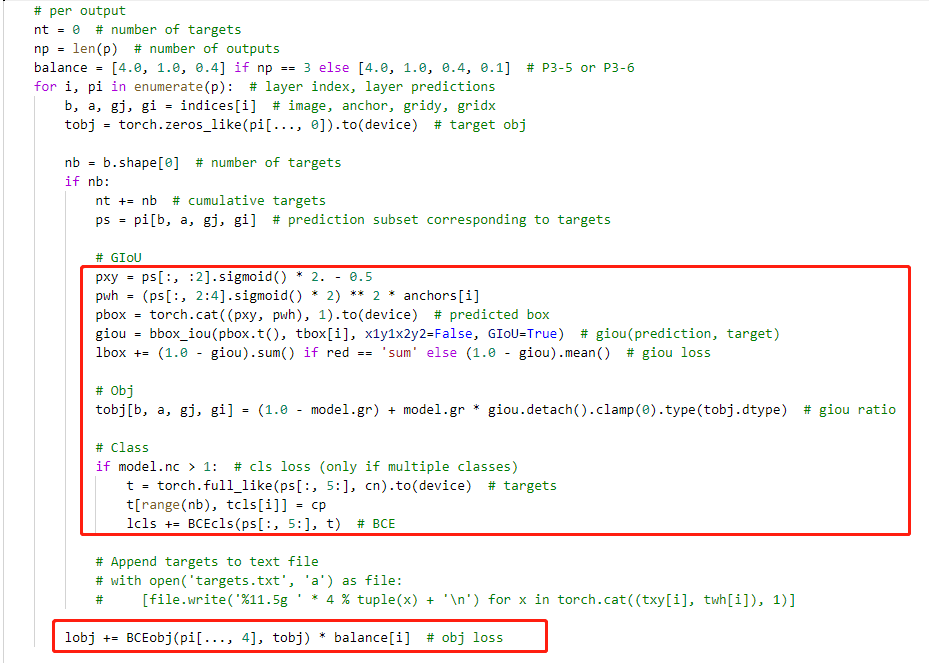 # per output
nt = 0  # number of targets
np = len(p)  # number of outputs
balance = [4.0, 1.0, 0.4] if np == 3 else [4.0, 1.0, 0.4, 0.1]  # P3-5 or P3-6
for i, pi in enumerate(p):  # layer index, layer predictions
    b, a, gj, gi = indices[i]  # image, anchor, gridy, gridx
    tobj = torch.zeros_like(pi[..., 0]).to(device)  # target obj
    nb = b.shape[0]  # number of targets
    if nb:
        nt += nb  # cumulative targets
        ps = pi[b, a, gj, gi]  # prediction subset corresponding to targets
        # GIoU
        pxy = ps[:, :2].sigmoid() * 2. - 0.5
        pwh = (ps[:, 2:4].sigmoid() * 2) ** 2 * anchors[i]
        pbox = torch.cat((pxy, pwh), 1).to(device)  # predicted box
        giou = bbox_iou(pbox.t(), tbox[i], x1y1x2y2=False, GIoU=True)  # giou(prediction, target)
        lbox += (1.0 - giou).sum() if red == 'sum' else (1.0 - giou).mean()  # giou loss
        # Obj
        tobj[b, a, gj, gi] = (1.0 - model.gr) + model.gr * giou.detach().clamp(0).type(tobj.dtype)  # giou ratio
        # Class
        if model.nc > 1:  # cls loss (only if multiple classes)
            t = torch.full_like(ps[:, 5:], cn).to(device)  # targets
            t[range(nb), tcls[i]] = cp
            lcls += BCEcls(ps[:, 5:], t)  # BCE
        # Append targets to text file
        # with open('targets.txt', 'a') as file:
        #     [file.write('%11.5g ' * 4 % tuple(x) + '\n') for x in torch.cat((txy[i], twh[i]), 1)]
    lobj += BCEobj(pi[..., 4], tobj) * balance[i]  # obj loss